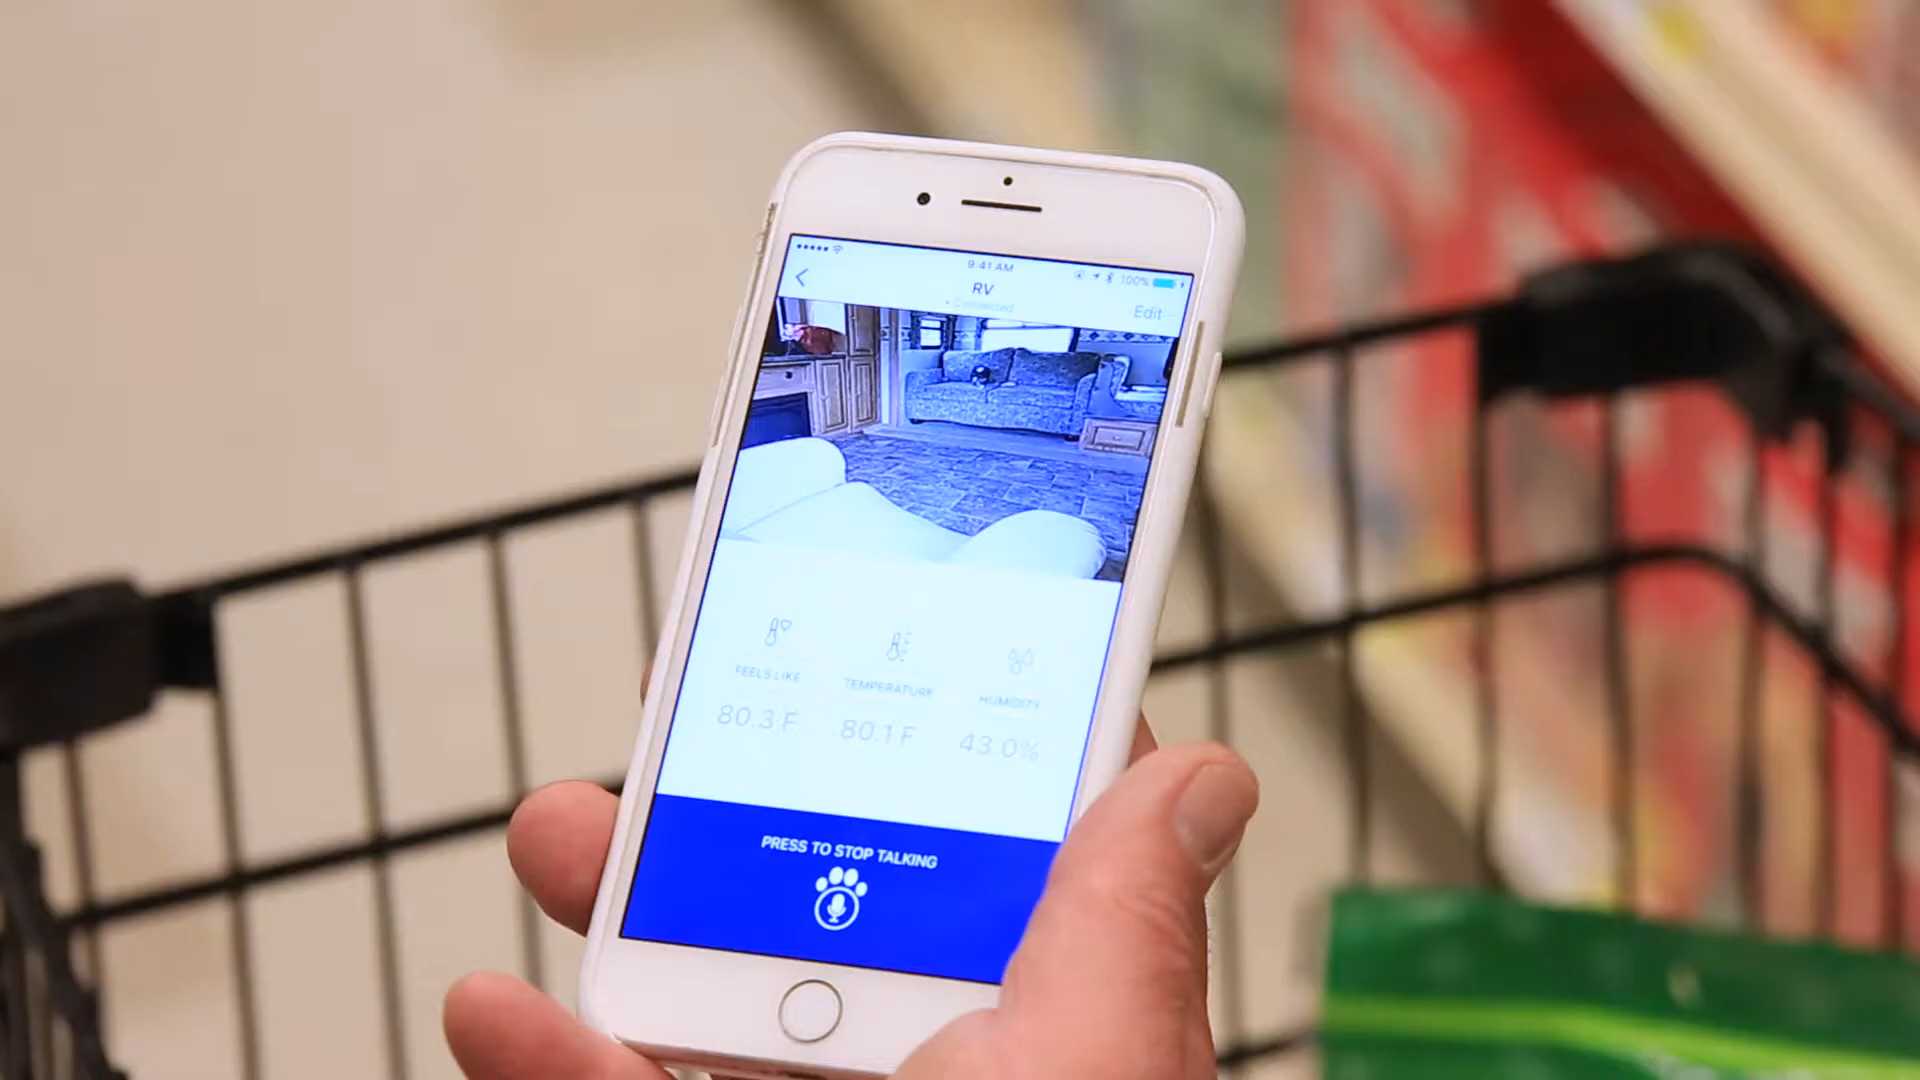 9:41 AM 100%
RV
• Connected
Edit
FEELS LIKE TEMPERATURE HUMIDITY
80.3 F 80.1 F 43.0%
PRESS TO STOP TALKING